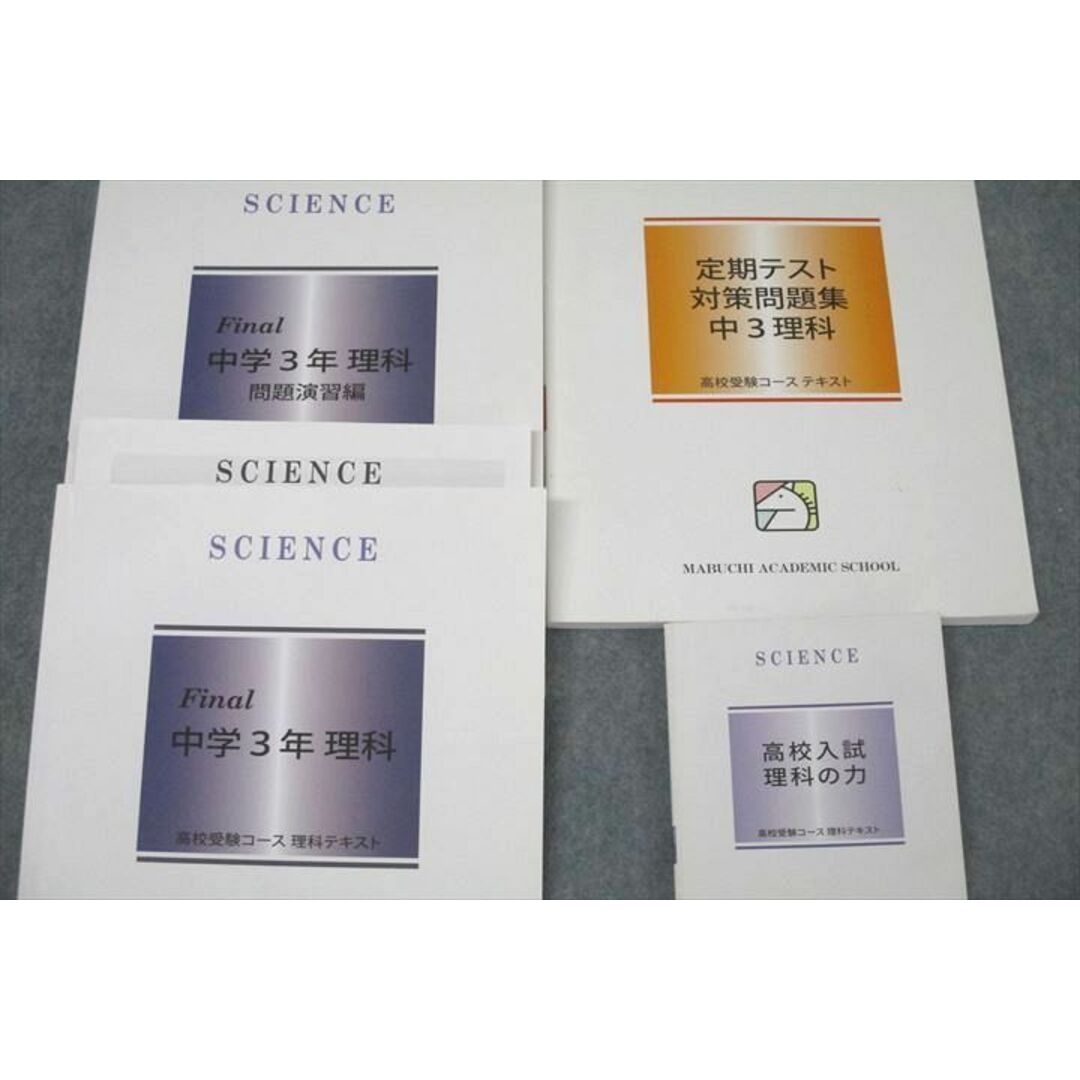 SCIENCE
Final
中学3年 理科
問題演習編
SCIENCE
SCIENCE
Final
中学3年 理科
高校受験コース 理科テキスト
定期テスト
対策問題集
中3理科
高校受験コース テキスト
MABUCHI ACADEMIC SCHOOL
SCIENCE
高校入試
理科の力
高校受験コース 理科テキスト